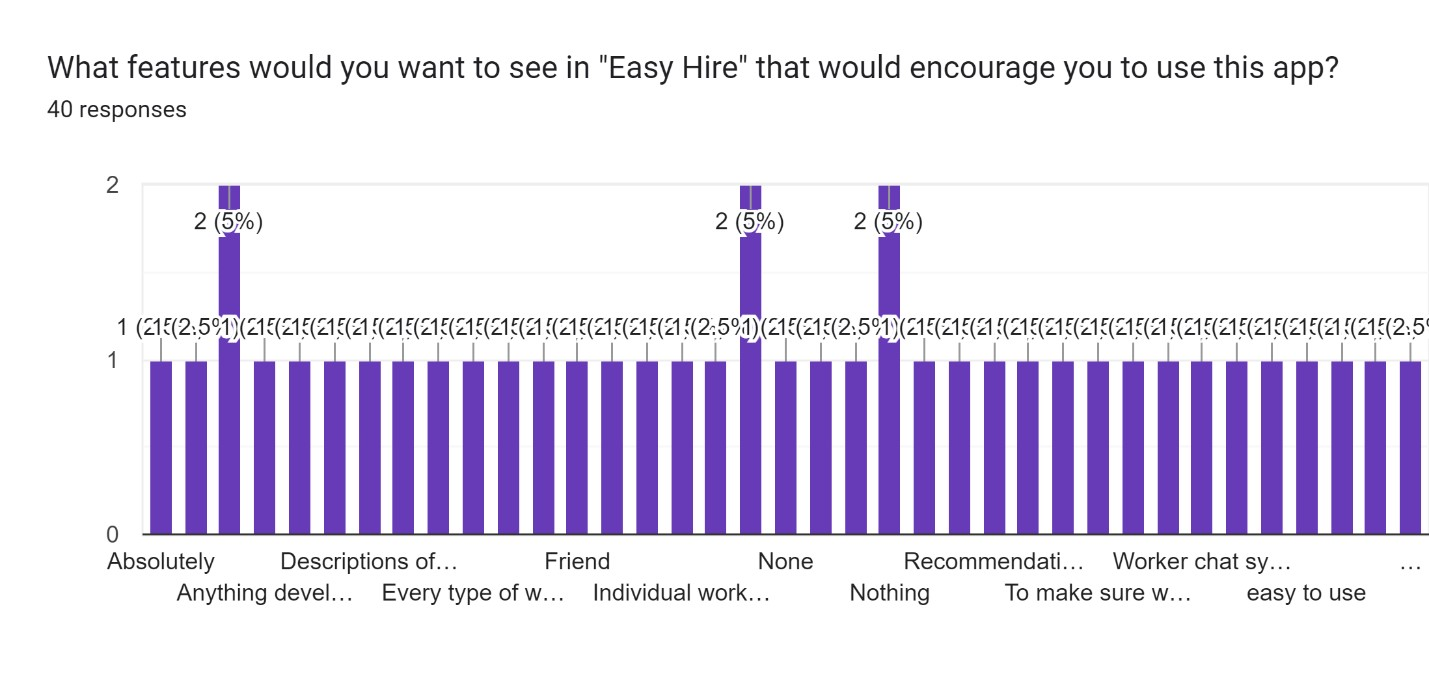 What features would you want to see in "Easy Hire" that would encourage you to use this app?
40 responses
2
2 (5%) 2 (5%) 2 (5%)
1
0
Absolutely Descriptions of… Friend None Recommendati… Worker chat sy… …
Anything devel… Every type of w… Individual work… Nothing To make sure w… easy to use